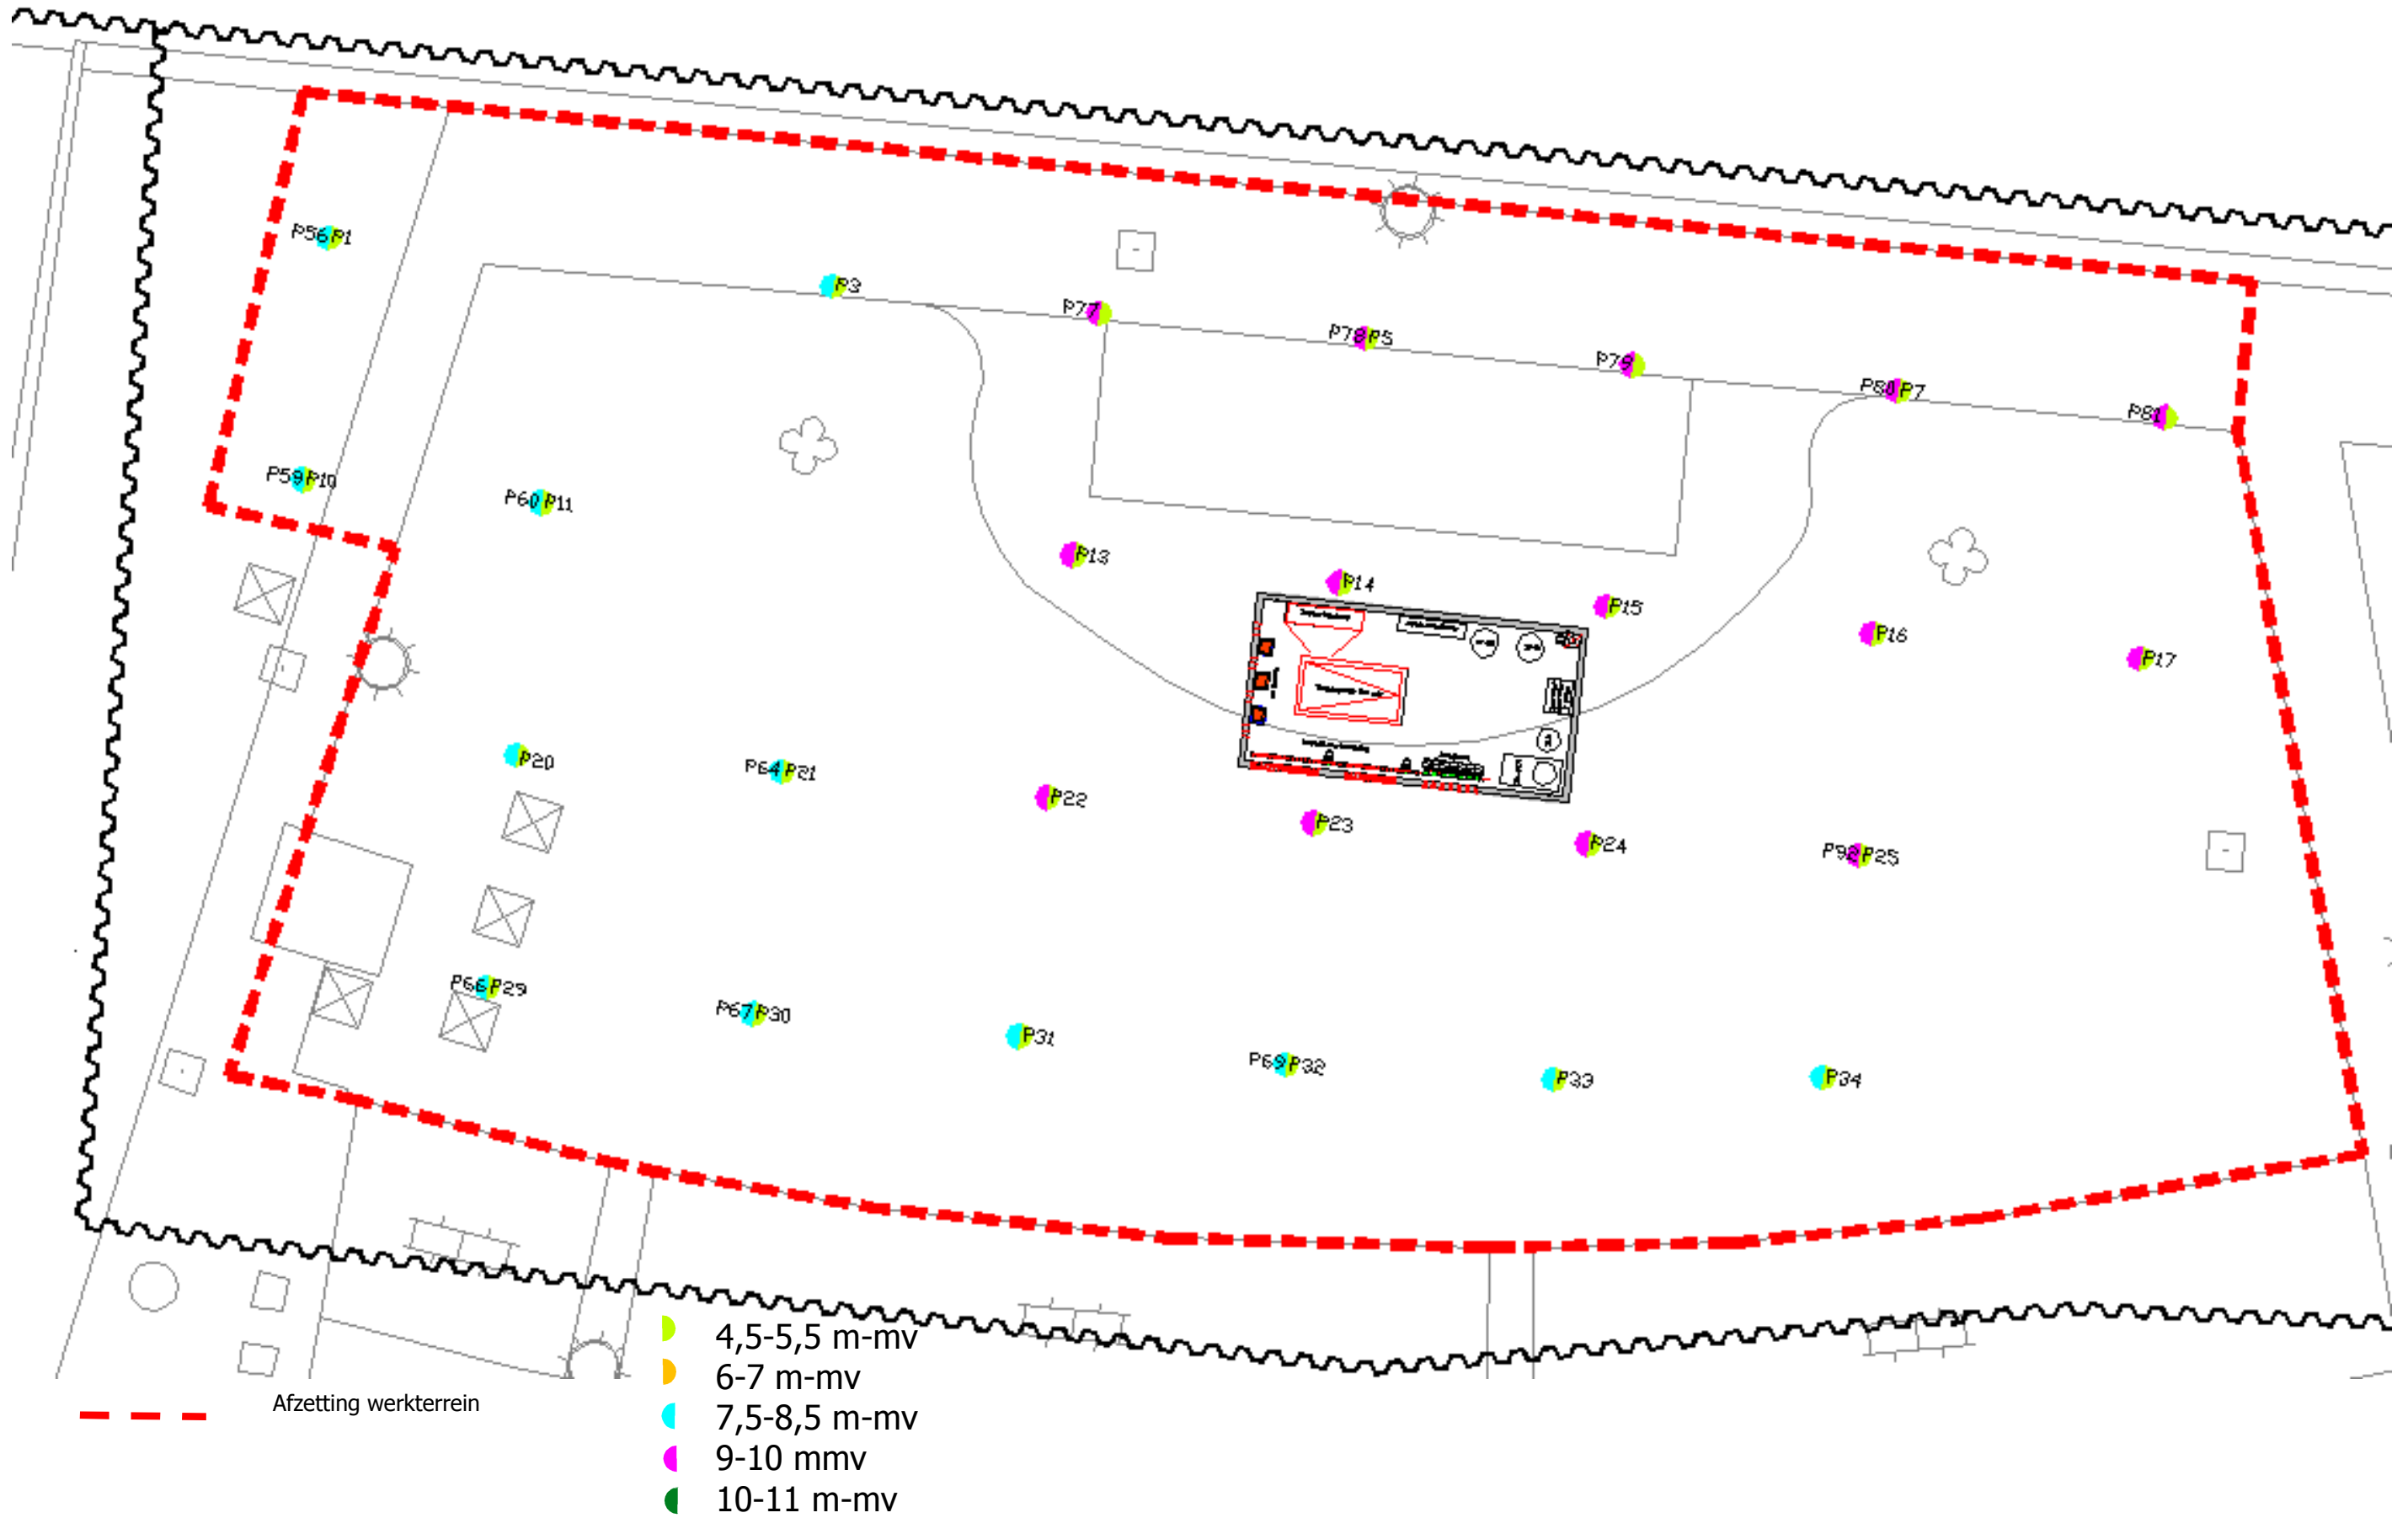 P56 P1
P3
P77
P78 P5
P79
P80 P7
P81
P59 P10
P60 P11
P13
P14
P15
P16
P17
P20
P64 P21
P22
P23
P24
P92 P25
P66 P29
P67 P30
P31
P69 P32
P33
P34
4,5-5,5 m-mv
6-7 m-mv
7,5-8,5 m-mv
9-10 mmv
10-11 m-mv
Afzetting werkterrein